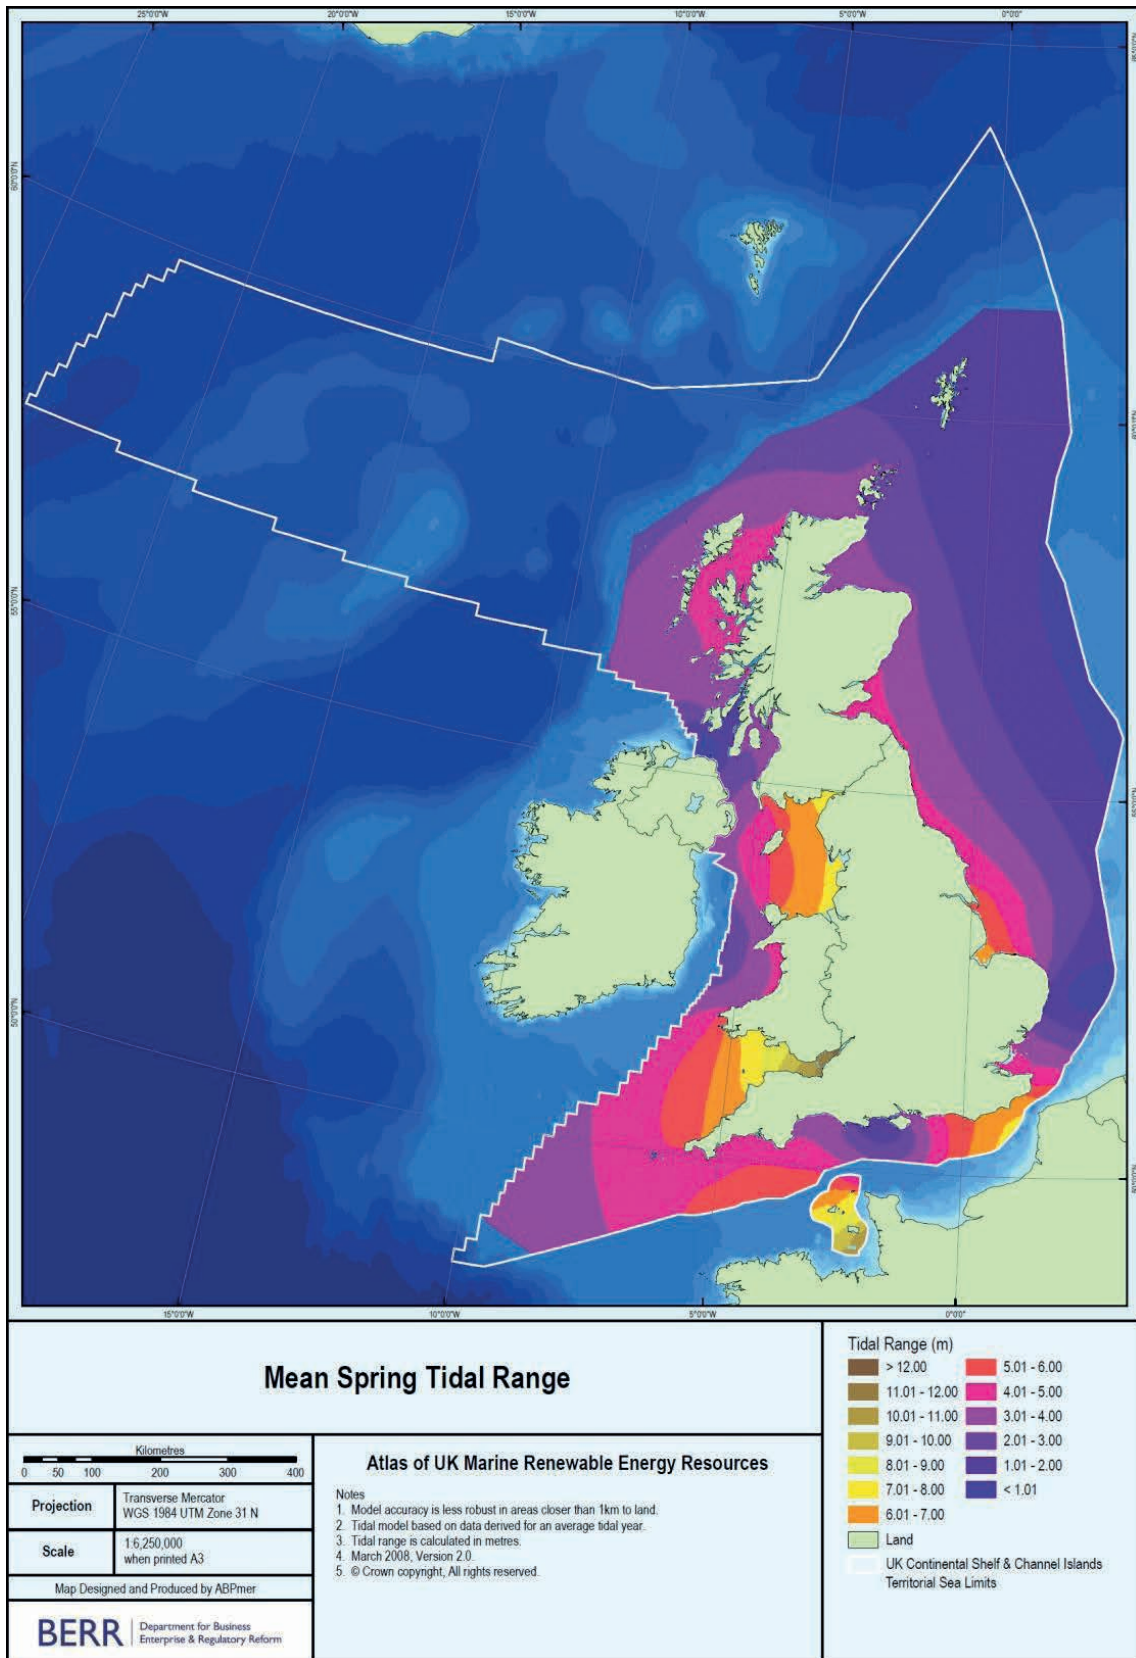 25°0'0"W 20°0'0"W 15°0'0"W 10°0'0"W 5°0'0"W 0°0'0"
60°0'0"N
55°0'0"N
50°0'0"N
15°0'0"W 10°0'0"W 5°0'0"W 0°0'0"
Mean Spring Tidal Range
Kilometres
0 50 100 200 300 400
Projection
Transverse Mercator
WGS 1984 UTM Zone 31 N
Scale
1:6,250,000
when printed A3
Map Designed and Produced by ABPmer
BERR
Department for Business
Enterprise & Regulatory Reform
Atlas of UK Marine Renewable Energy Resources
Notes
1. Model accuracy is less robust in areas closer than 1km to land.
2. Tidal model based on data derived for an average tidal year.
3. Tidal range is calculated in metres.
4. March 2008, Version 2.0.
5. © Crown copyright, All rights reserved.
Tidal Range (m)
> 12.00
11.01 - 12.00
10.01 - 11.00
9.01 - 10.00
8.01 - 9.00
7.01 - 8.00
6.01 - 7.00
5.01 - 6.00
4.01 - 5.00
3.01 - 4.00
2.01 - 3.00
1.01 - 2.00
< 1.01
Land
UK Continental Shelf & Channel Islands
Territorial Sea Limits